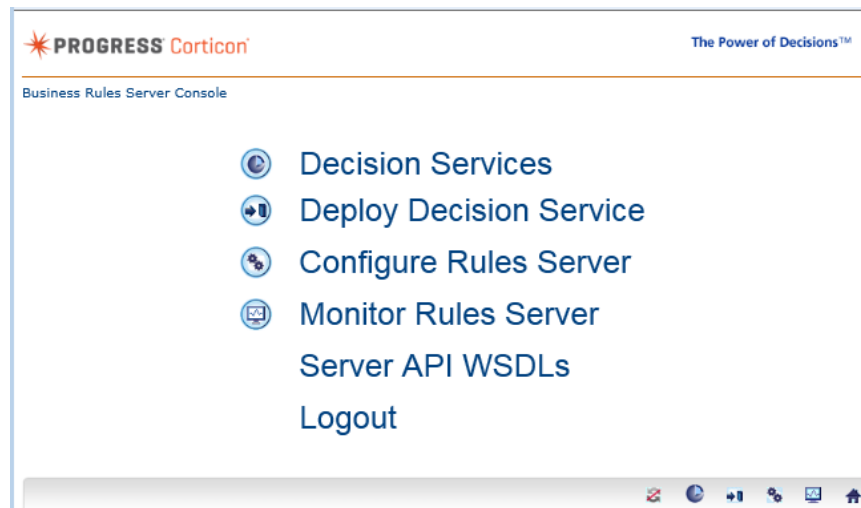 PROGRESS Corticon
The Power of Decisions™
Business Rules Server Console
Decision Services
Deploy Decision Service
Configure Rules Server
Monitor Rules Server
Server API WSDLs
Logout